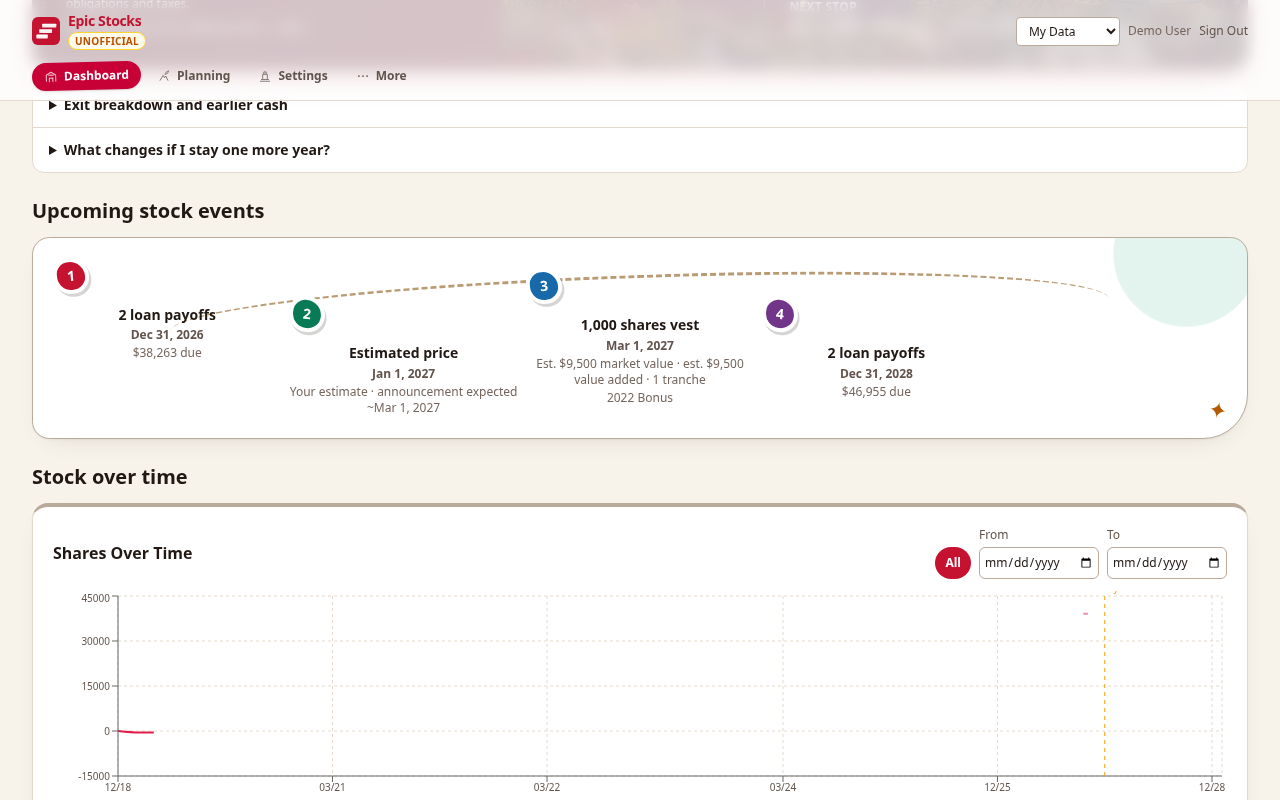 obligations and taxes
NEXT STOP
Epic Stocks
UNOFFICIAL
My Data
Demo User
Sign Out
Dashboard
Planning
Settings
More
Exit breakdown and earlier cash
What changes if I stay one more year?
Upcoming stock events
1
2 loan payoffs
Dec 31, 2026
$38,263 due
2
Estimated price
Jan 1, 2027
Your estimate · announcement expected
~Mar 1, 2027
3
1,000 shares vest
Mar 1, 2027
Est. $9,500 market value · est. $9,500
value added · 1 tranche
2022 Bonus
4
2 loan payoffs
Dec 31, 2028
$46,955 due
Stock over time
Shares Over Time
All
From
mm/dd/yyyy
To
mm/dd/yyyy
45000
30000
15000
0
-15000
12/18
03/21
03/22
03/24
12/25
12/28